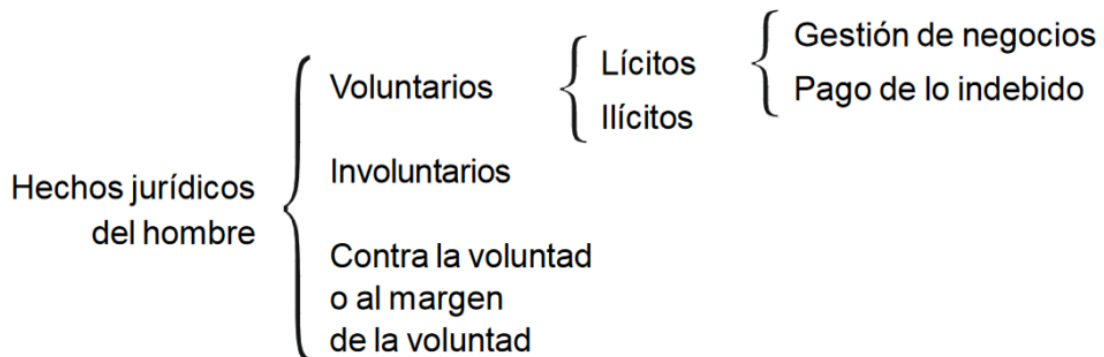 Hechos jurídicos
del hombre
Voluntarios
Lícitos
Ilícitos
Gestión de negocios
Pago de lo indebido
Involuntarios
Contra la voluntad
o al margen
de la voluntad